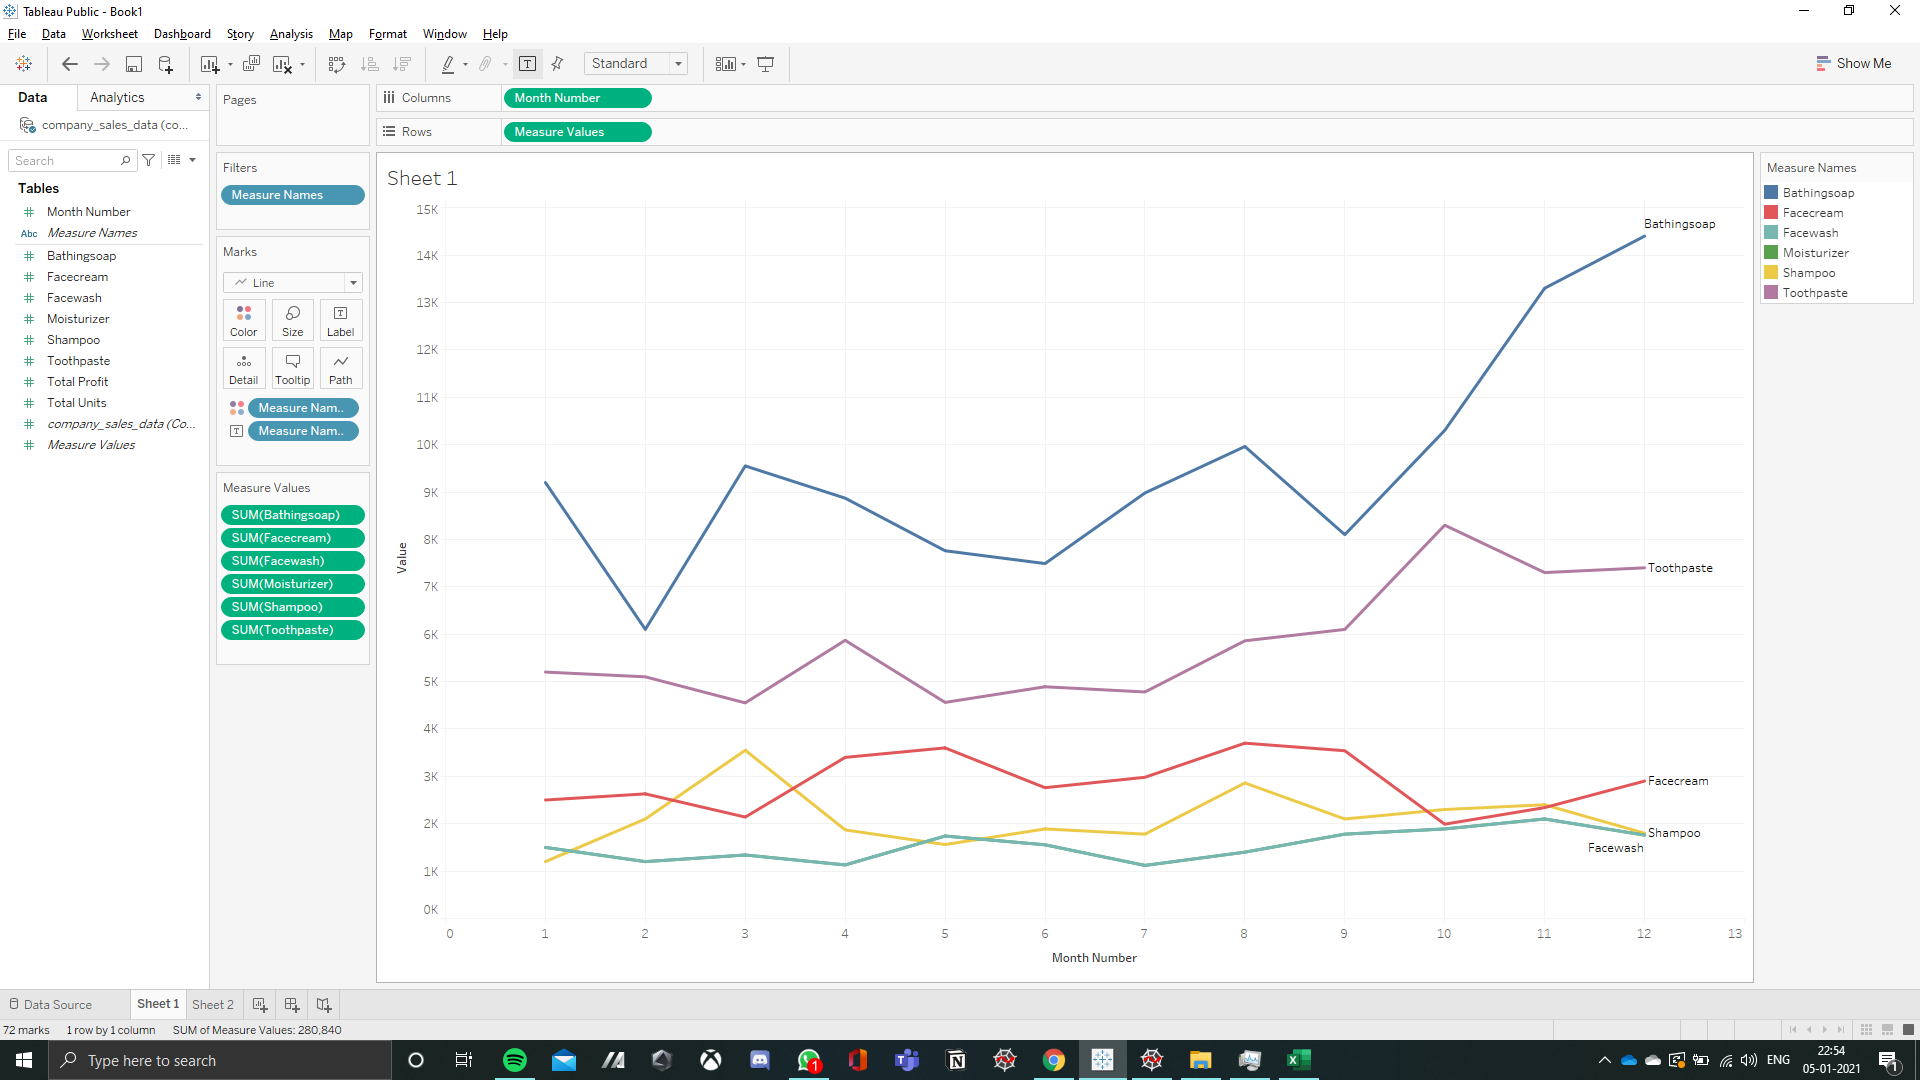 Tableau Public - Book1
File Data Worksheet Dashboard Story Analysis Map Format Window Help
Standard
Show Me
Data Analytics
company_sales_data (co...
Search
Tables
Month Number
Abc Measure Names
Bathingsoap
Facecream
Facewash
Moisturizer
Shampoo
Toothpaste
Total Profit
Total Units
company_sales_data (Co...
Measure Values
Pages
Filters
Measure Names
Marks
Line
Color Size Label
Detail Tooltip Path
Measure Nam..
Measure Nam..
Measure Values
SUM(Bathingsoap)
SUM(Facecream)
SUM(Facewash)
SUM(Moisturizer)
SUM(Shampoo)
SUM(Toothpaste)
Columns Month Number
Rows Measure Values
Sheet 1
15K
14K
13K
12K
11K
10K
9K
8K
7K
6K
5K
4K
3K
2K
1K
0K
Value
Bathingsoap
Toothpaste
Facecream
Shampoo
Facewash
0 1 2 3 4 5 6 7 8 9 10 11 12 13
Month Number
Measure Names
Bathingsoap
Facecream
Facewash
Moisturizer
Shampoo
Toothpaste
Data Source Sheet 1 Sheet 2
72 marks 1 row by 1 column SUM of Measure Values: 280,840
Type here to search
1
ENG
22:54
05-01-2021
1